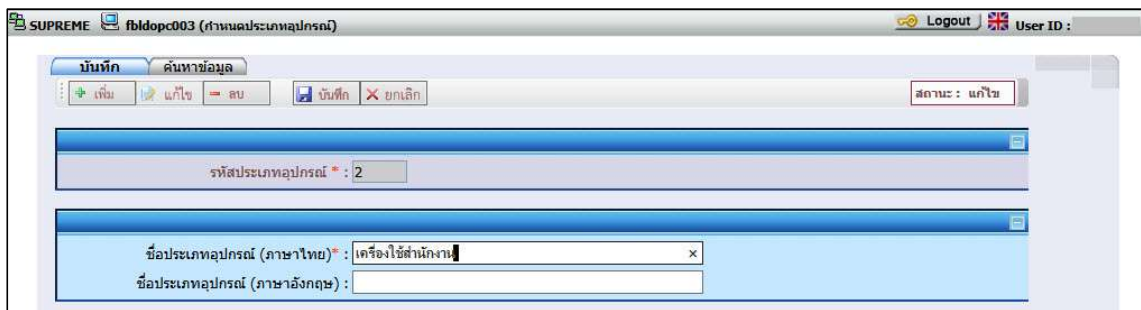 SUPREME fbldopc003 (กำหนดประเภทอุปกรณ์) Logout User ID :
บันทึก ค้นหาข้อมูล
เพิ่ม แก้ไข ลบ บันทึก ยกเลิก สถานะ : แก้ไข
รหัสประเภทอุปกรณ์ * : 2
ชื่อประเภทอุปกรณ์ (ภาษาไทย)* : เครื่องใช้สำนักงาน
ชื่อประเภทอุปกรณ์ (ภาษาอังกฤษ) :